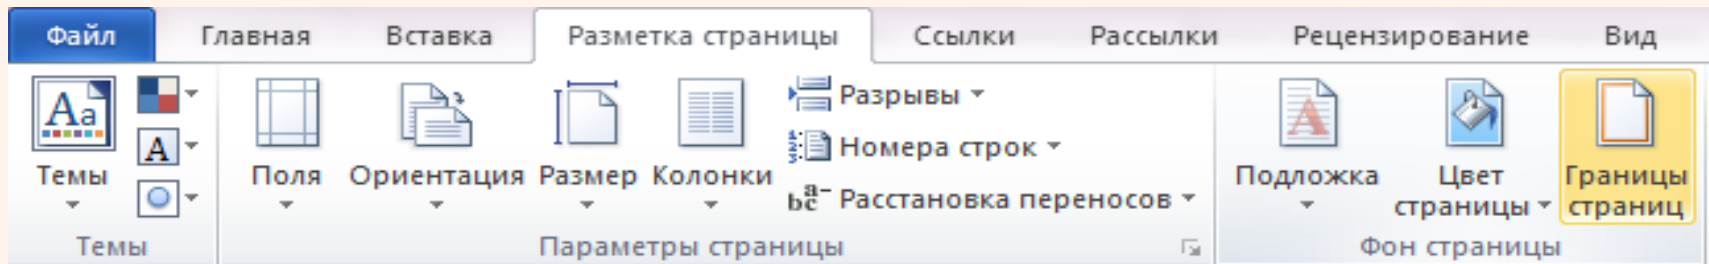 Файл Главная Вставка Разметка страницы Ссылки Рассылки Рецензирование Вид
Aa
A
Темы
Поля Ориентация Размер Колонки
Разрывы
Номера строк
Расстановка переносов
A
Подложка Цвет страницы Границы страниц
Темы Параметры страницы Фон страницы